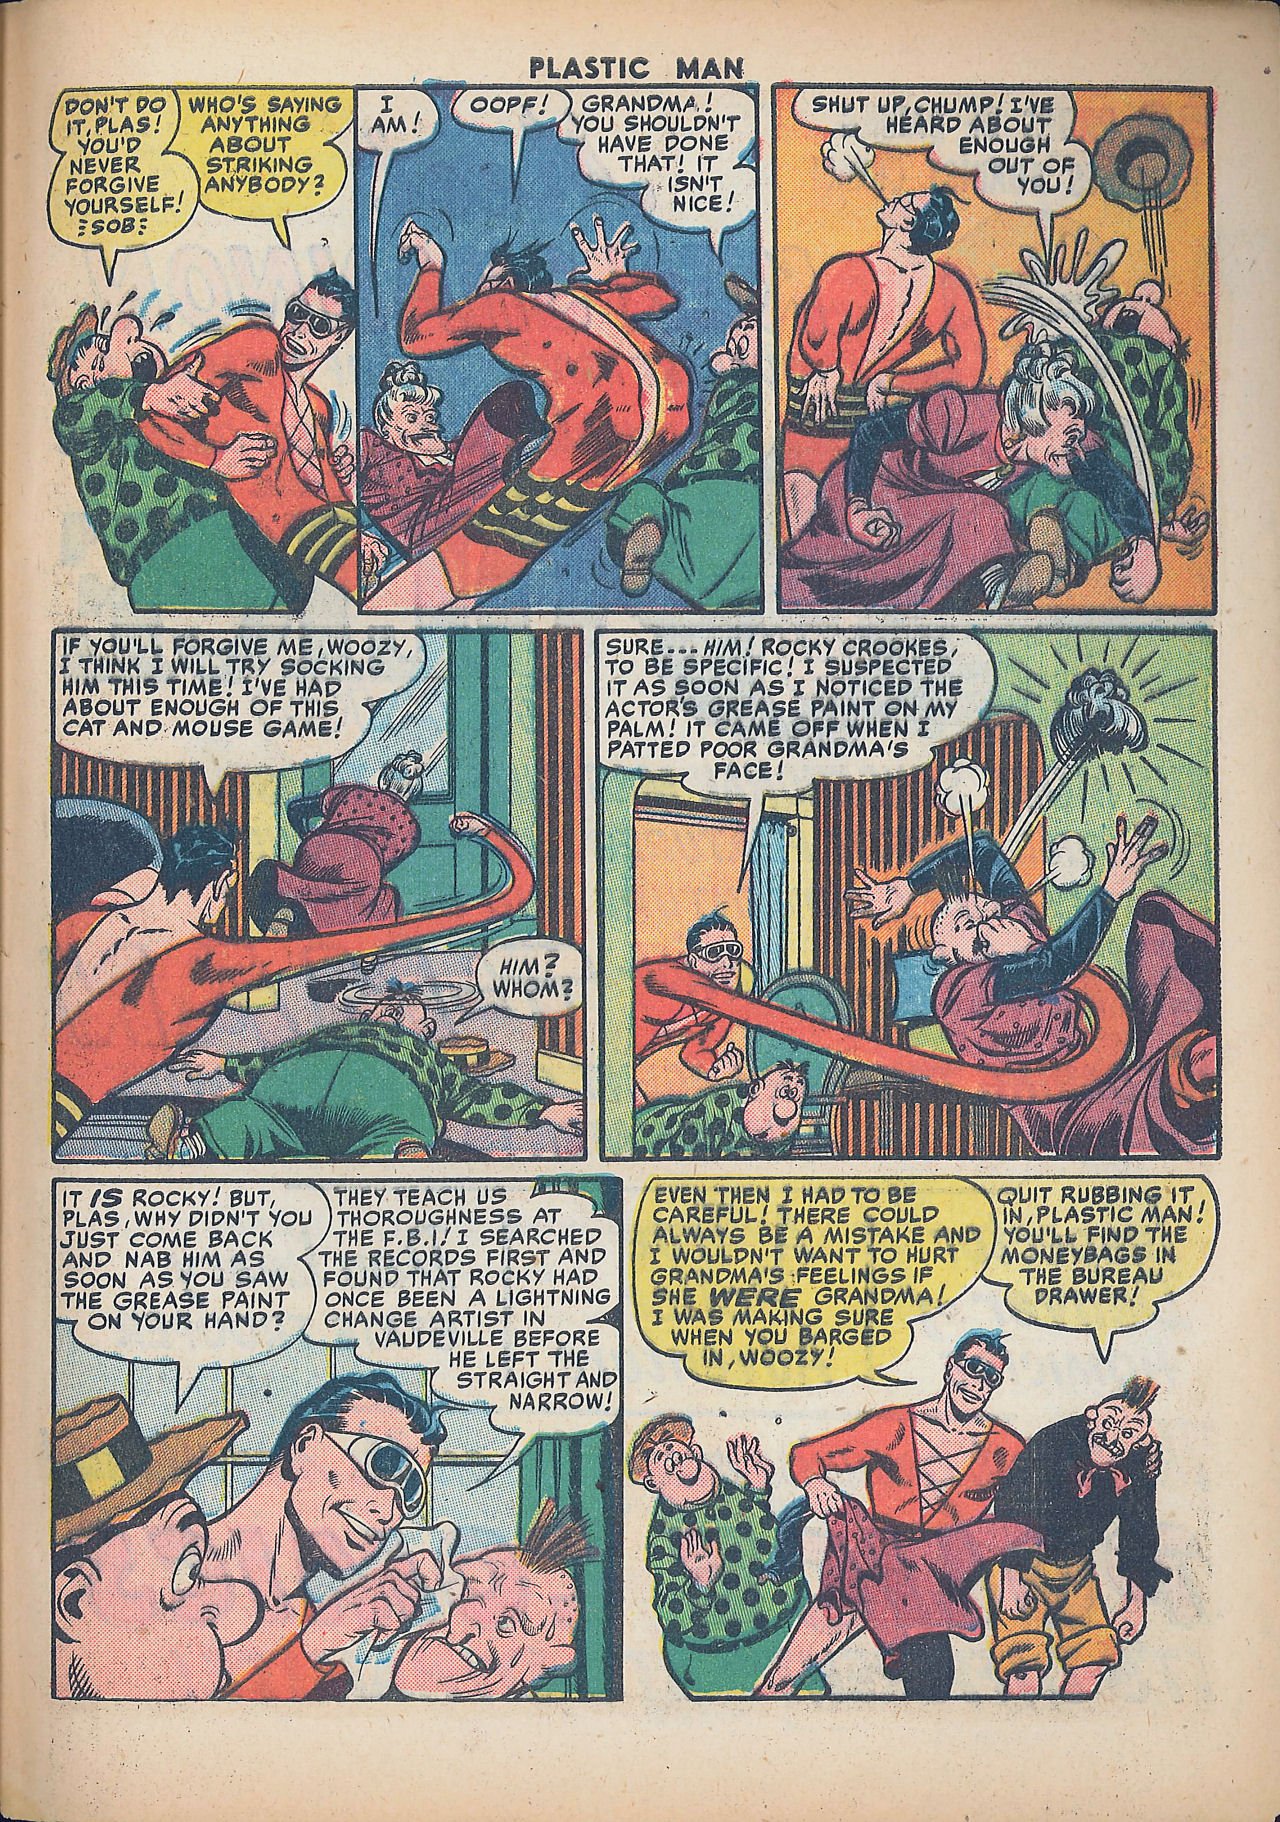 PLASTIC MAN
DON'T DO
IT, PLAS!
YOU'D
NEVER
FORGIVE
YOURSELF!
:SOB:
WHO'S SAYING
ANYTHING
ABOUT
STRIKING
ANYBODY?
I
AM!
OOPF!
GRANDMA!
YOU SHOULDN'T
HAVE DONE
THAT! IT
ISN'T
NICE!
SHUT UP, CHUMP! I'VE
HEARD ABOUT
ENOUGH
OUT OF
YOU!
IF YOU'LL FORGIVE ME, WOOZY,
I THINK I WILL TRY SOCKING
HIM THIS TIME! I'VE HAD
ABOUT ENOUGH OF THIS
CAT AND MOUSE GAME!
HIM?
WHOM?
SURE... HIM! ROCKY CROOKES,
TO BE SPECIFIC! I SUSPECTED
IT AS SOON AS I NOTICED THE
ACTOR'S GREASE PAINT ON MY
PALM! IT CAME OFF WHEN I
PATTED POOR GRANDMA'S
FACE!
IT IS ROCKY! BUT,
PLAS, WHY DIDN'T YOU
JUST COME BACK
AND NAB HIM AS
SOON AS YOU SAW
THE GREASE PAINT
ON YOUR HAND?
THEY TEACH US
THOROUGHNESS AT
THE F.B.I! I SEARCHED
THE RECORDS FIRST AND
FOUND THAT ROCKY HAD
ONCE BEEN A LIGHTNING
CHANGE ARTIST IN
VAUDEVILLE BEFORE
HE LEFT THE
STRAIGHT AND
NARROW!
EVEN THEN I HAD TO BE
CAREFUL! THERE COULD
ALWAYS BE A MISTAKE AND
I WOULDN'T WANT TO HURT
GRANDMA'S FEELINGS IF
SHE WERE GRANDMA!
I WAS MAKING SURE
WHEN YOU BARGED
IN, WOOZY!
QUIT RUBBING IT
IN, PLASTIC MAN!
YOU'LL FIND THE
MONEYBAGS IN
THE BUREAU
DRAWER!